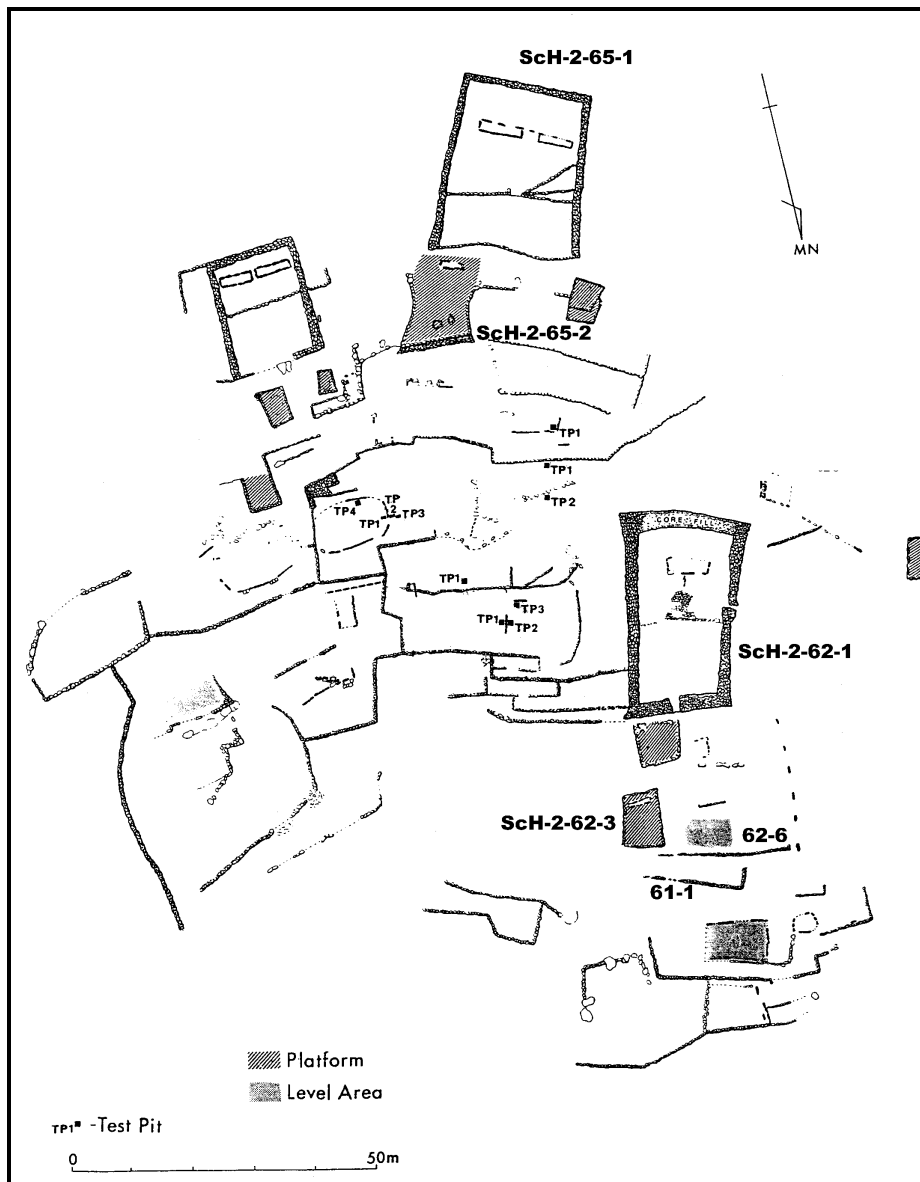 ScH-2-65-1
MN
ScH-2-65-2
TP1
TP1
TP2
TP4
TP
2
TP1
TP3
CORE FILL
TP1
TP3
TP1
TP2
ScH-2-62-1
ScH-2-62-3
62-6
61-1
Platform
Level Area
TP1 -Test Pit
0
50m